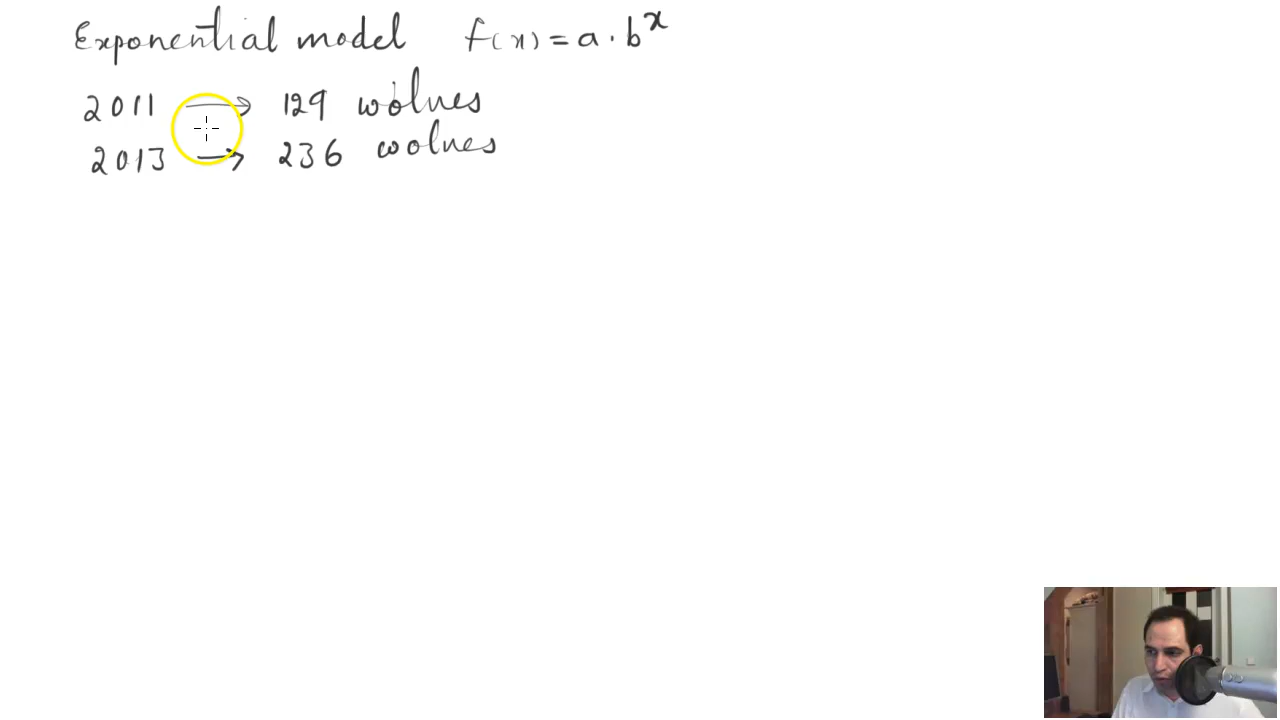 Exponential model f(x) = a · b^x
2011 → 129 wolves
2013 → 236 wolves